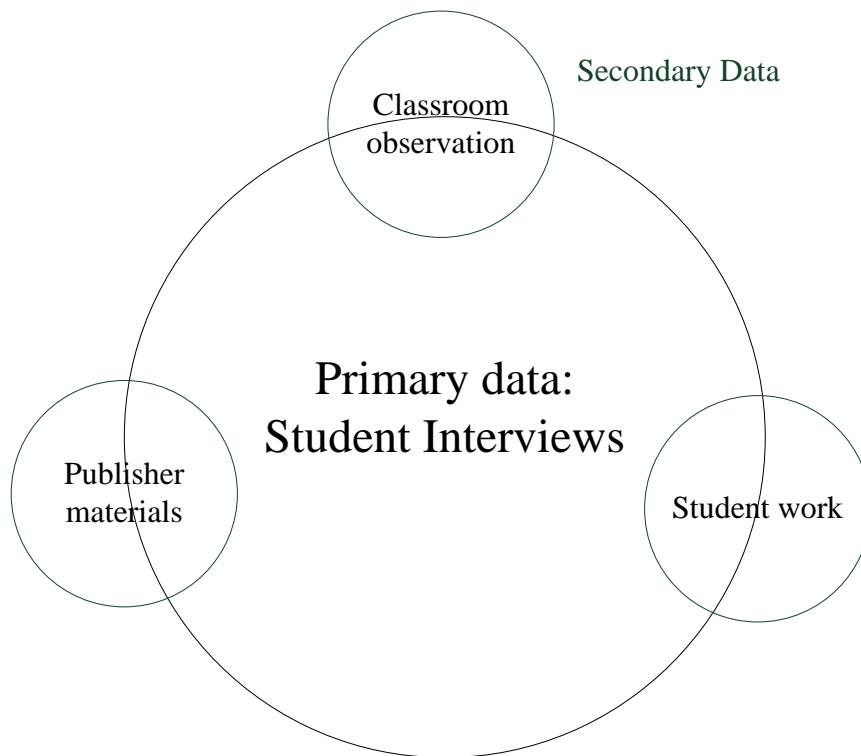 Secondary Data
Classroom
observation
Primary data:
Student Interviews
Publisher
materials
Student work